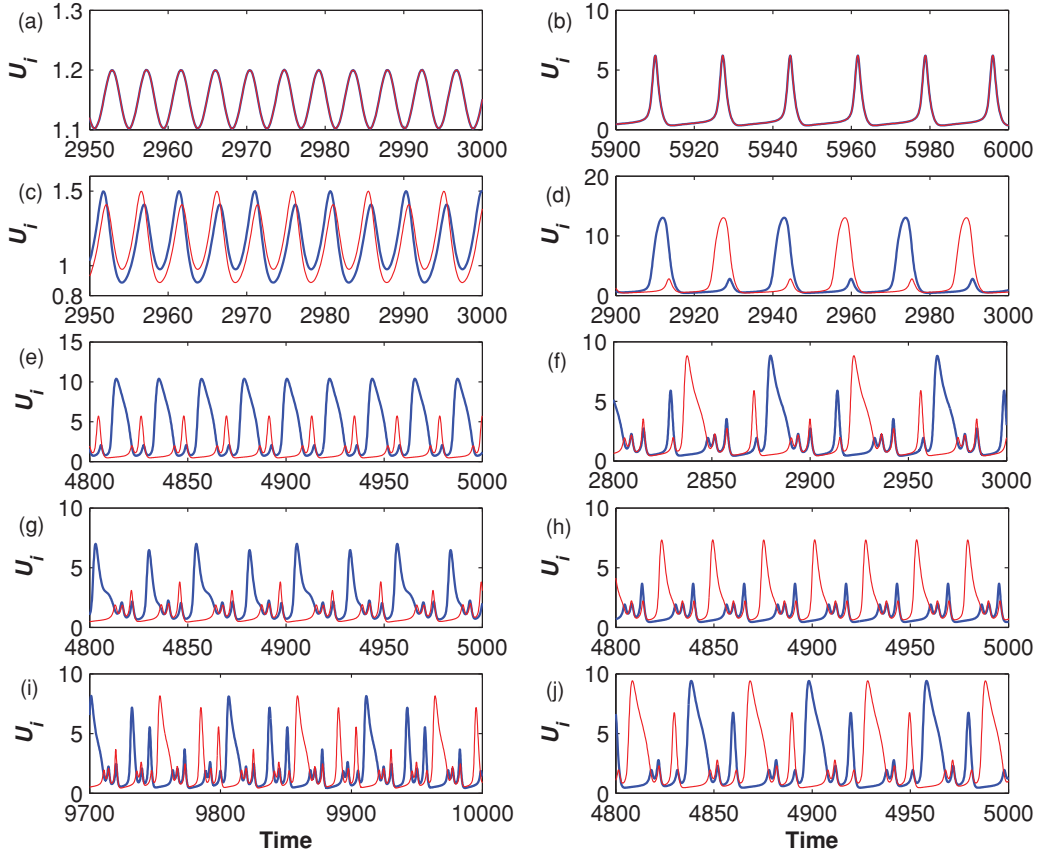 (a) 1.3 1.2 1.1 U_i
2950 2960 2970 2980 2990 3000
(b) 10 5 0 U_i
5900 5920 5940 5960 5980 6000
(c) 1.5 1 0.8 U_i
2950 2960 2970 2980 2990 3000
(d) 20 10 0 U_i
2900 2920 2940 2960 2980 3000
(e) 15 10 5 0 U_i
4800 4850 4900 4950 5000
(f) 10 5 0 U_i
2800 2850 2900 2950 3000
(g) 10 5 0 U_i
4800 4850 4900 4950 5000
(h) 10 5 0 U_i
4800 4850 4900 4950 5000
(i) 10 5 0 U_i
9700 9800 9900 10000
Time
(j) 10 5 0 U_i
4800 4850 4900 4950 5000
Time